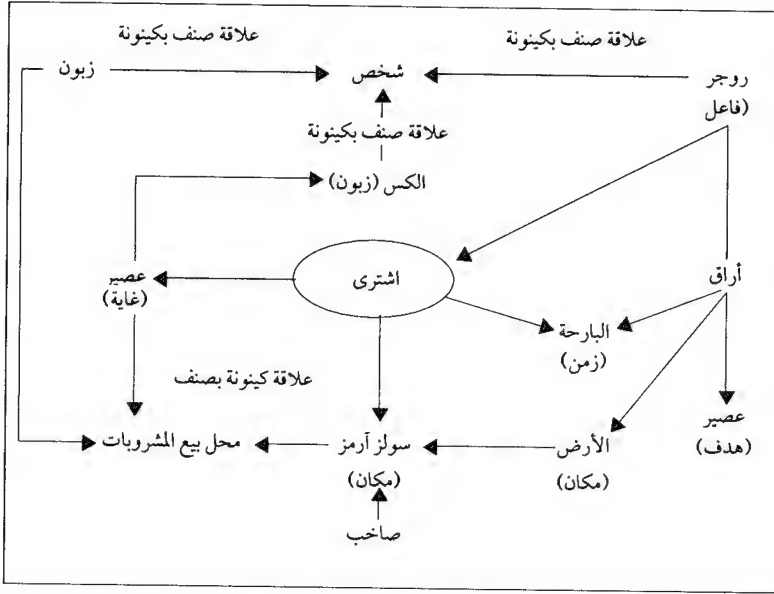 علاقة صنف بكينونة
علاقة صنف بكينونة
روجر
(فاعل)
شخص
زبون
علاقة صنف بكينونة
الكس (زبون)
أراق
اشترى
عصير
(غاية)
البارحة
(زمن)
علاقة كينونة بصنف
عصير
(هدف)
الأرض
(مكان)
سولز آرمز
(مكان)
محل بيع المشروبات
صاخب